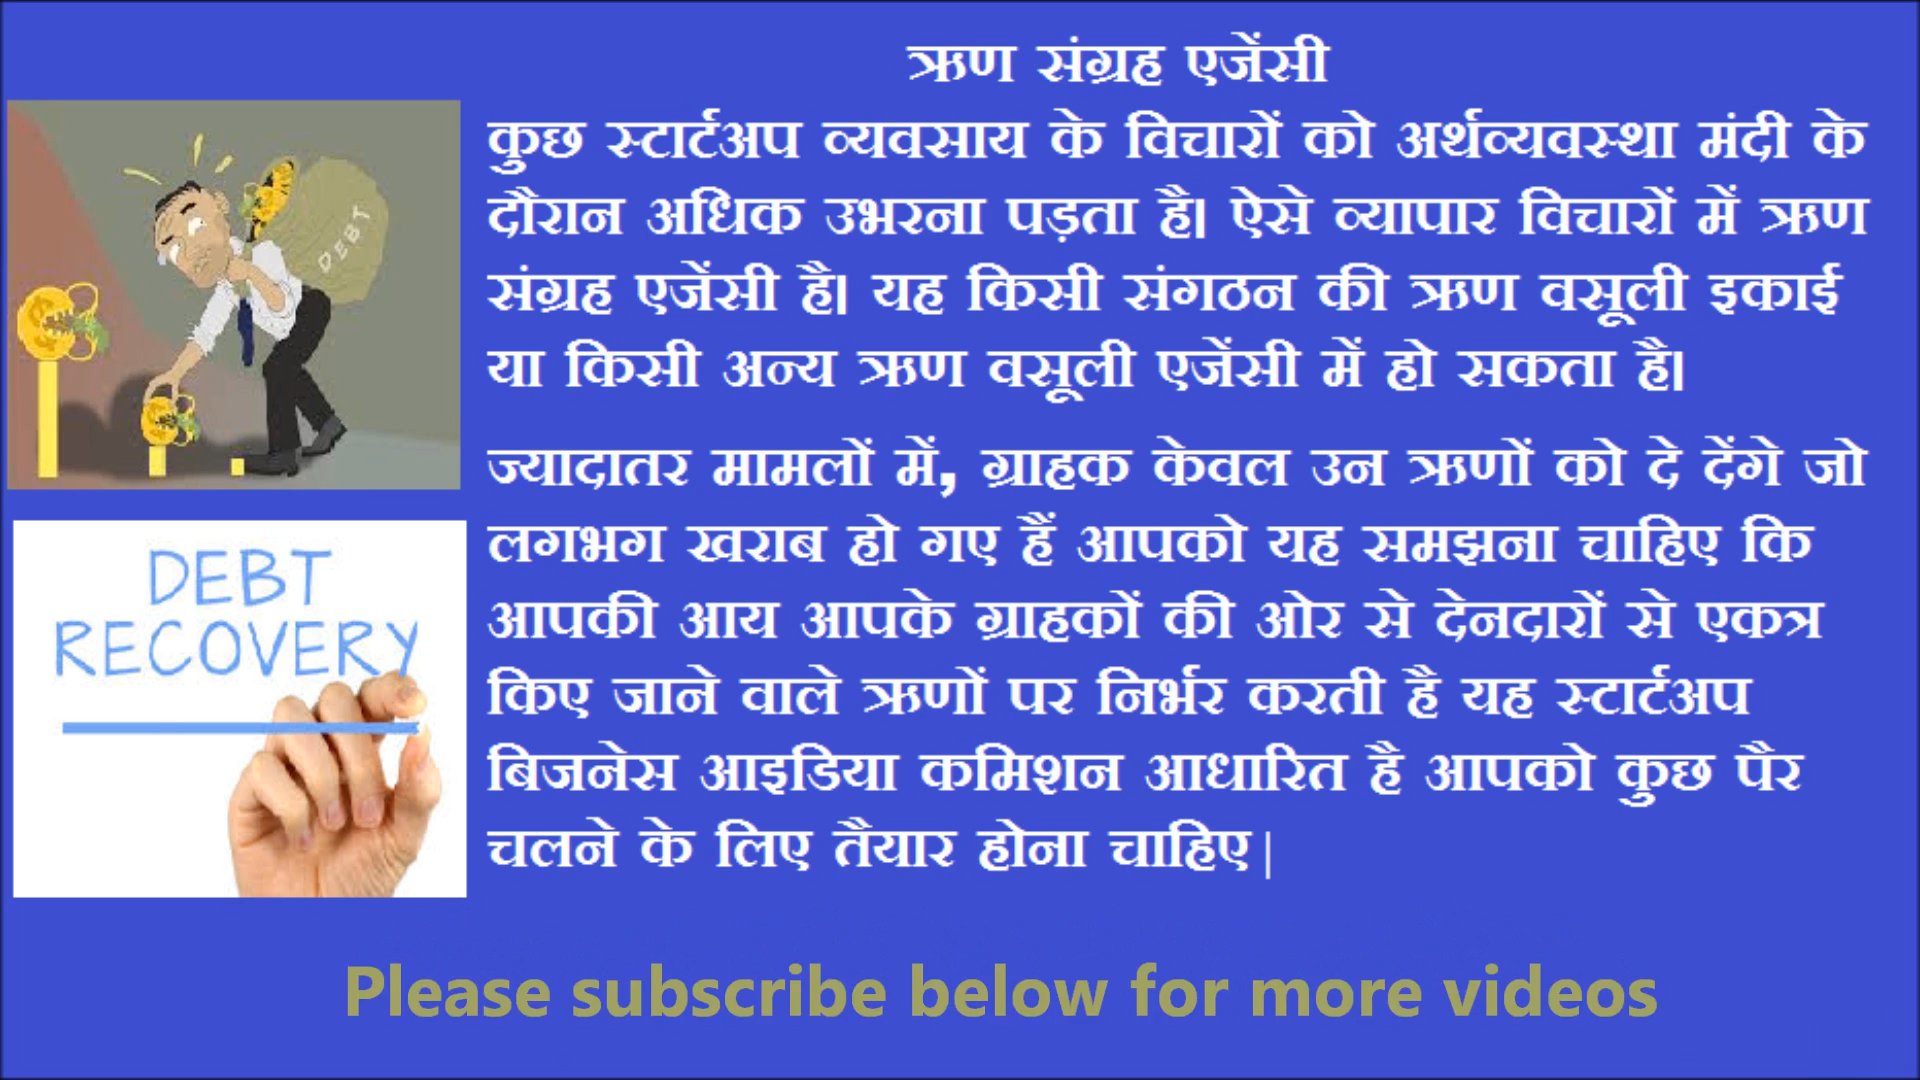 ऋण संग्रह एजेंसी
कुछ स्टार्टअप व्यवसाय के विचारों को अर्थव्यवस्था मंदी के
दौरान अधिक उभरना पड़ता है। ऐसे व्यापार विचारों में ऋण
संग्रह एजेंसी है। यह किसी संगठन की ऋण वसूली इकाई
या किसी अन्य ऋण वसूली एजेंसी में हो सकता है।
ज्यादातर मामलों में, ग्राहक केवल उन ऋणों को दे देंगे जो
लगभग खराब हो गए हैं आपको यह समझना चाहिए कि
आपकी आय आपके ग्राहकों की ओर से देनदारों से एकत्र
किए जाने वाले ऋणों पर निर्भर करती है यह स्टार्टअप
बिजनेस आइडिया कमिशन आधारित है आपको कुछ पैर
चलने के लिए तैयार होना चाहिए|
DEBT
DEBT
RECOVERY
Please subscribe below for more videos